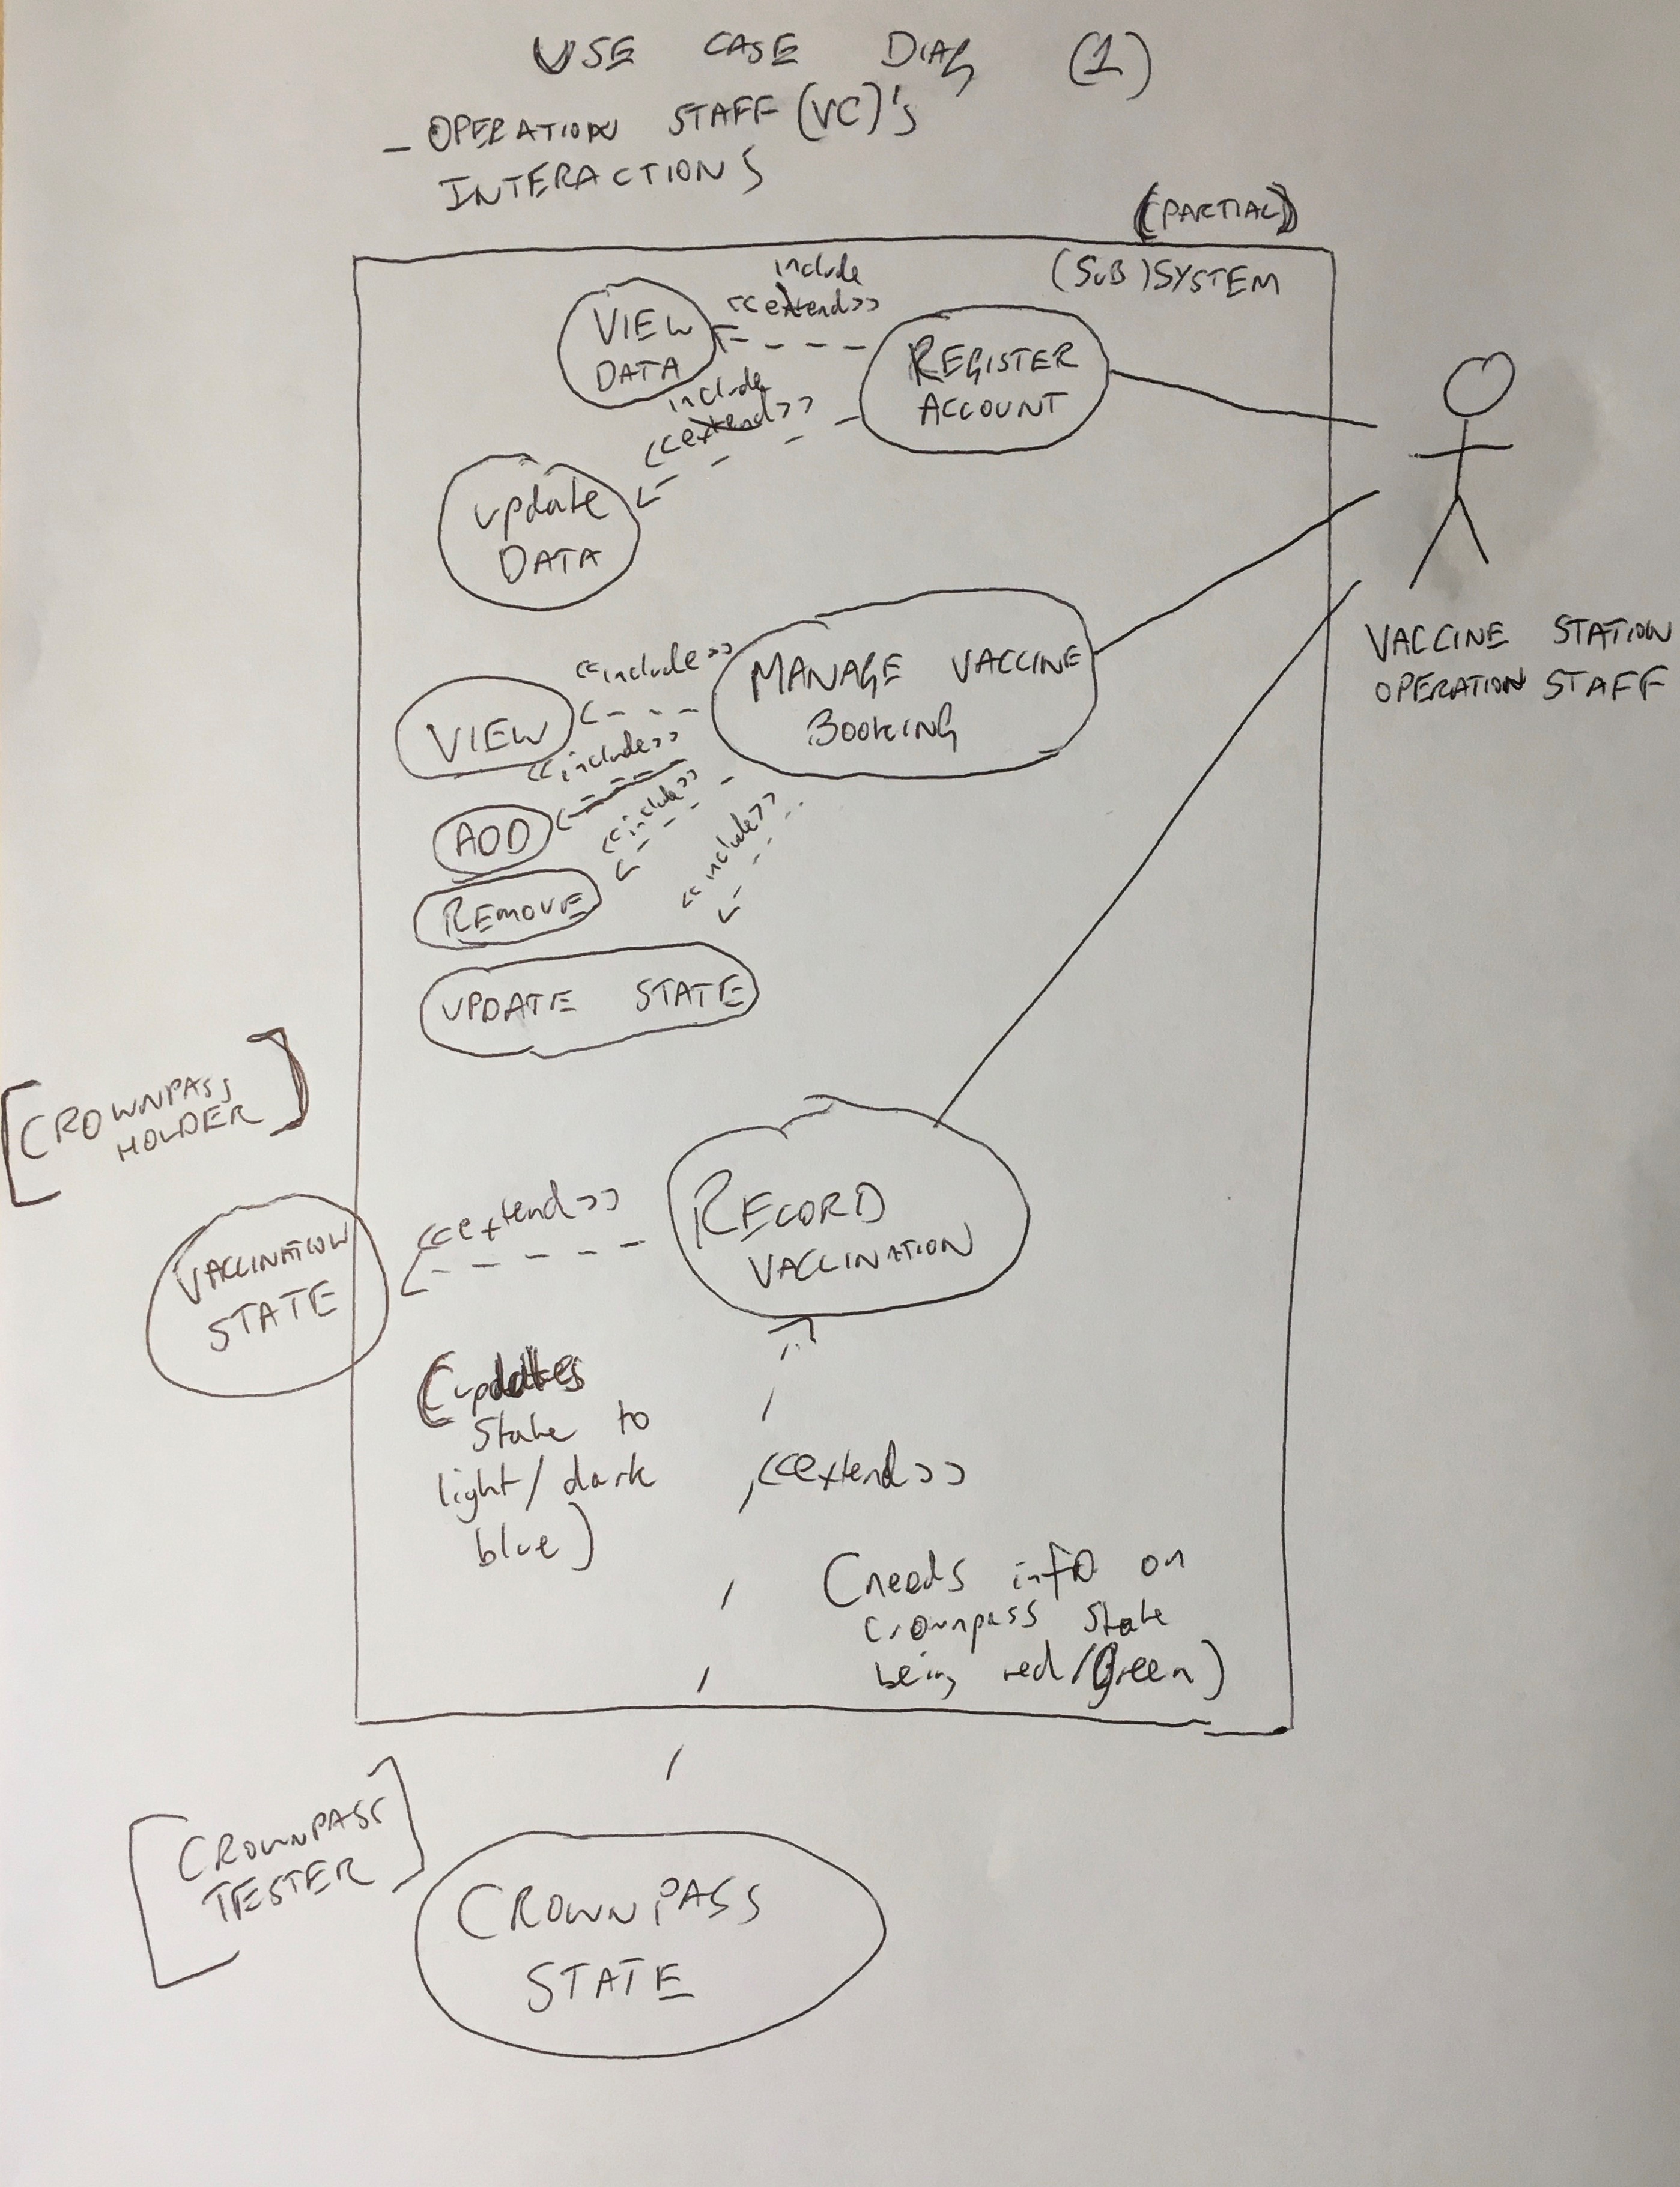 USE CASE DIAG (1)
- OPERATION STAFF (VC)'s
INTERACTIONS
(PARTIAL)
(SUB)SYSTEM
include
<<extend>>
VIEW
DATA
REGISTER
ACCOUNT
include
<<extend>>
update
DATA
VACCINE STATION
OPERATION STAFF
MANAGE VACCINE
BOOKING
<<include>>
VIEW
<<include>>
ADD
<<include>>
REMOVE
<<include>>
UPDATE STATE
[CROWNPASS
HOLDER]
VACCINATION
STATE
<<extend>>
RECORD
VACCINATION
(updates
state to
light/dark
blue)
<<extend>>
(needs info on
crownpass state
being red/Green)
[CROWNPASS
TESTER]
CROWNPASS
STATE